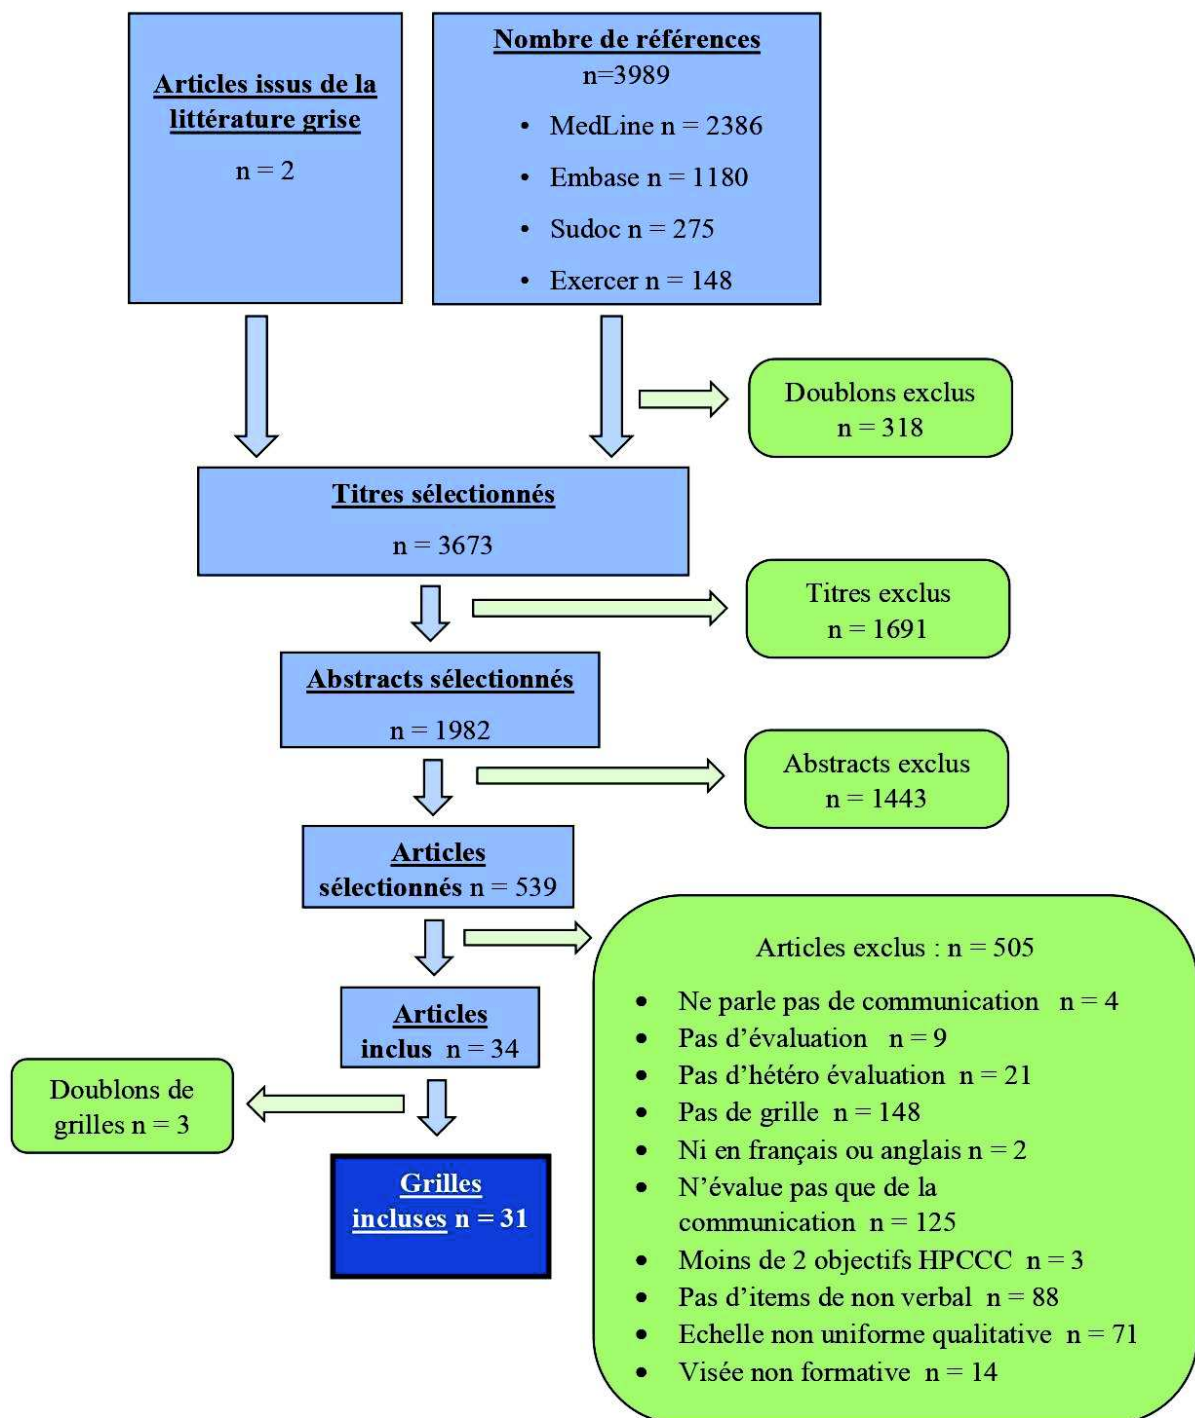 Articles issus de la
littérature grise
n = 2
Nombre de références
n=3989
• MedLine n = 2386
• Embase n = 1180
• Sudoc n = 275
• Exercer n = 148
Doublons exclus
n = 318
Titres sélectionnés
n = 3673
Titres exclus
n = 1691
Abstracts sélectionnés
n = 1982
Abstracts exclus
n = 1443
Articles
sélectionnés n = 539
Articles exclus : n = 505
• Ne parle pas de communication n = 4
• Pas d’évaluation n = 9
• Pas d’hétéro évaluation n = 21
• Pas de grille n = 148
• Ni en français ou anglais n = 2
• N’évalue pas que de la
communication n = 125
• Moins de 2 objectifs HPCCC n = 3
• Pas d’items de non verbal n = 88
• Echelle non uniforme qualitative n = 71
• Visée non formative n = 14
Articles
inclus n = 34
Doublons de
grilles n = 3
Grilles
incluses n = 31